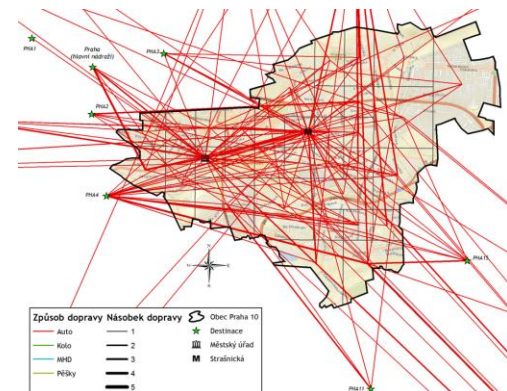 PHA1
Praha
(hlavní nádraží)
PHA3
PHA2
PHA4
PHA15
PHA11
Způsob dopravy
Auto
Kolo
MHD
Pěšky
Násobek dopravy
1
2
3
4
5
Obec Praha 10
Destinace
Městský úřad
M Strašnická